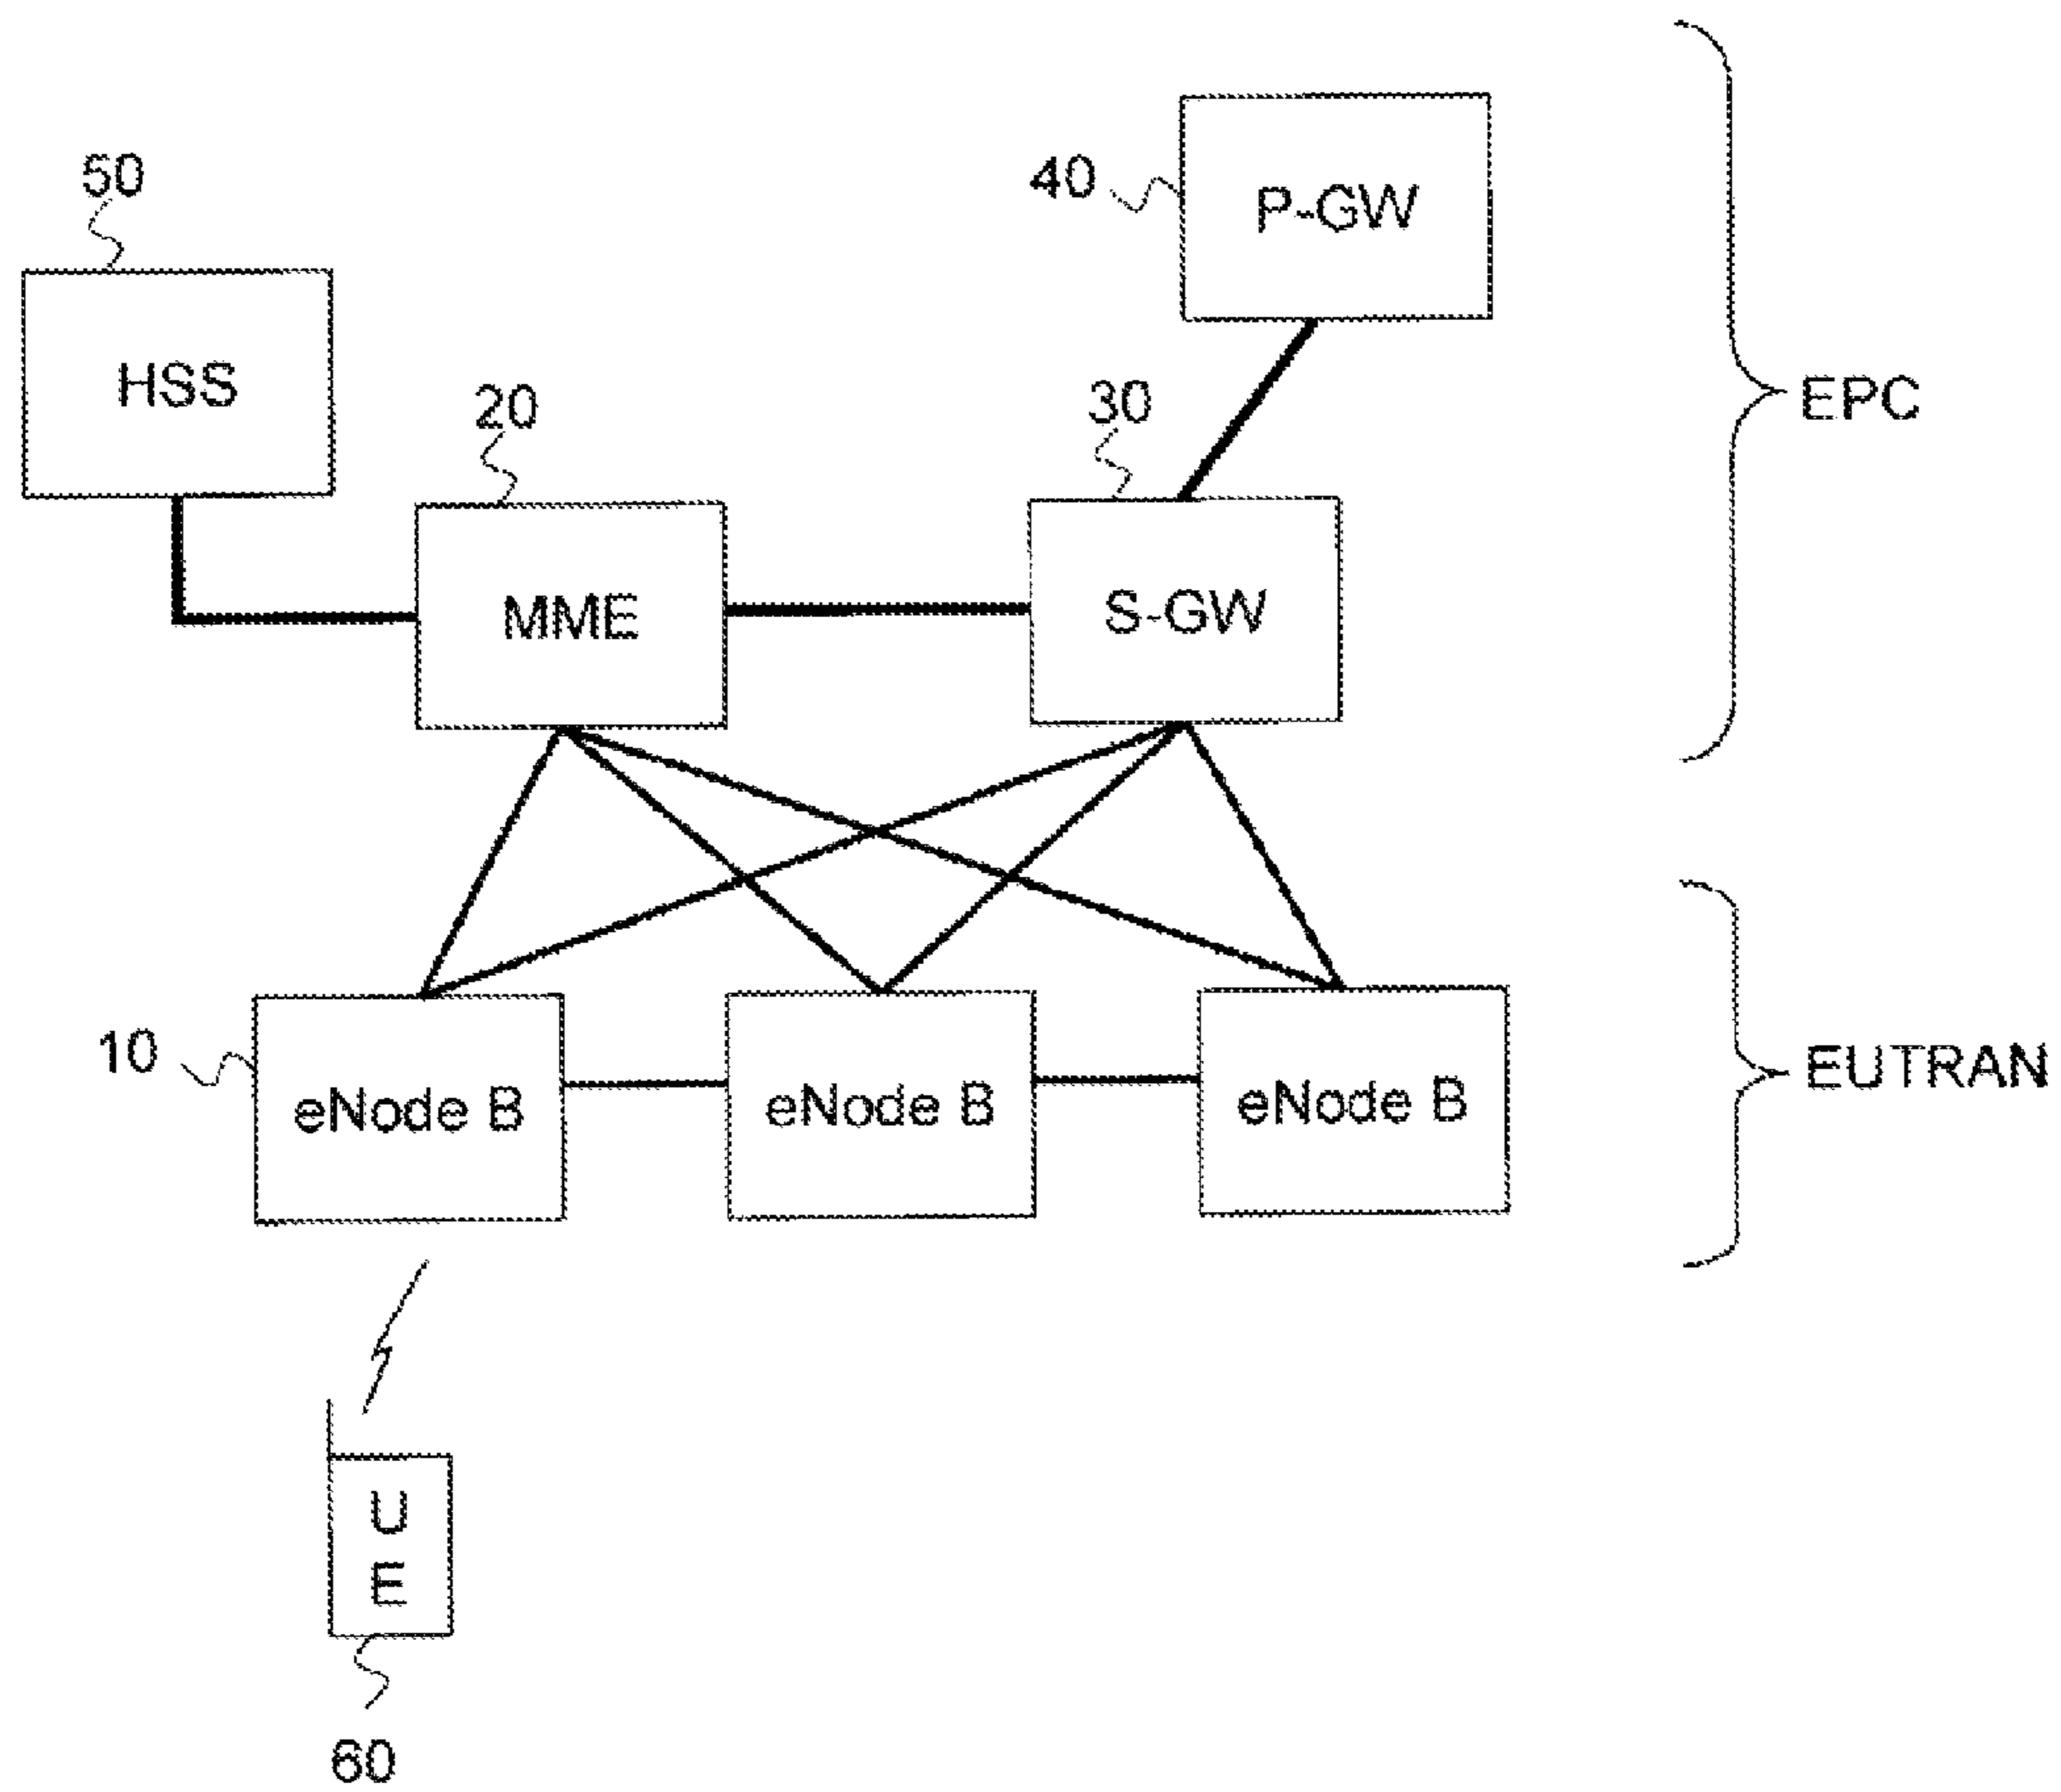 50
40
P-GW
HSS
20
30
EPC
MME
S-GW
10
eNode B
eNode B
eNode B
EUTRAN
U
E
60